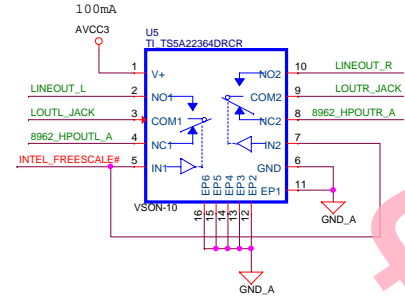 100mA
AVCC3
U5
TI_TS5A22364DRCR
1 V+ NO2 10 LINEOUT_R
LINEOUT_L 2 NO1 COM2 9 LOUTR_JACK
LOUTL_JACK 3 COM1 NC2 8 8962_HPOUTR_A
8962_HPOUTL_A 4 NC1 IN2 7
INTEL_FREESCALE# 5 IN1 GND 6
EP1 11
EP6 EP5 EP4 EP3 EP2
VSON-10
16 15 14 13 12
GND_A
GND_A